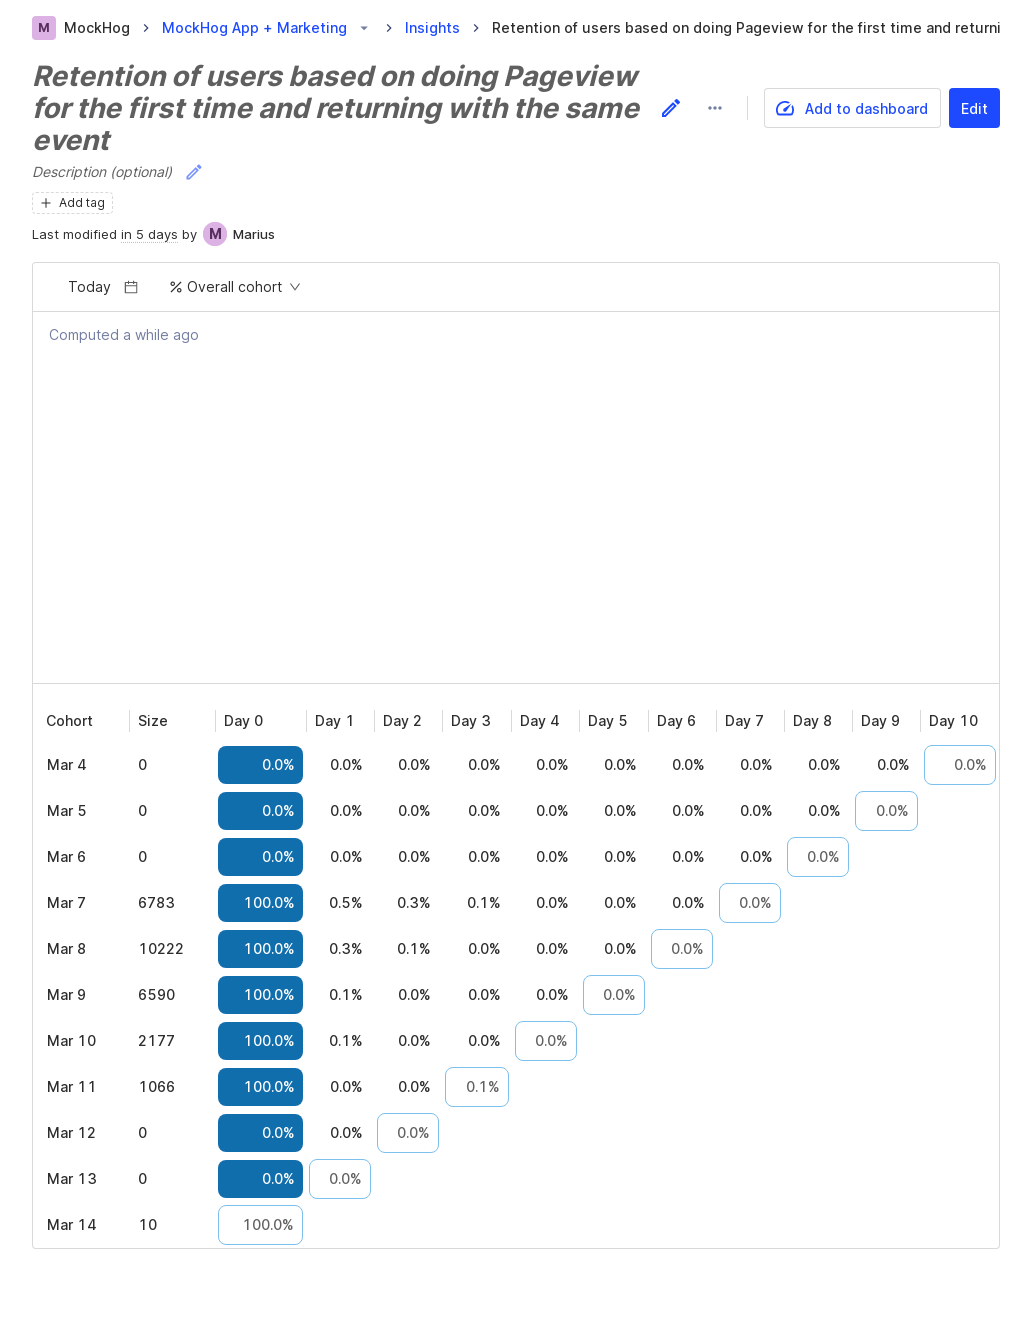 M MockHog > MockHog App + Marketing > Insights > Retention of users based on doing Pageview for the first time and returni
Retention of users based on doing Pageview
for the first time and returning with the same
event
Add to dashboard Edit
Description (optional)
+ Add tag
Last modified in 5 days by M Marius
Today % Overall cohort
Computed a while ago
Cohort Size Day 0 Day 1 Day 2 Day 3 Day 4 Day 5 Day 6 Day 7 Day 8 Day 9 Day 10
Mar 4 0 0.0% 0.0% 0.0% 0.0% 0.0% 0.0% 0.0% 0.0% 0.0% 0.0% 0.0%
Mar 5 0 0.0% 0.0% 0.0% 0.0% 0.0% 0.0% 0.0% 0.0% 0.0% 0.0%
Mar 6 0 0.0% 0.0% 0.0% 0.0% 0.0% 0.0% 0.0% 0.0% 0.0%
Mar 7 6783 100.0% 0.5% 0.3% 0.1% 0.0% 0.0% 0.0% 0.0%
Mar 8 10222 100.0% 0.3% 0.1% 0.0% 0.0% 0.0% 0.0%
Mar 9 6590 100.0% 0.1% 0.0% 0.0% 0.0% 0.0%
Mar 10 2177 100.0% 0.1% 0.0% 0.0% 0.0%
Mar 11 1066 100.0% 0.0% 0.0% 0.1%
Mar 12 0 0.0% 0.0% 0.0%
Mar 13 0 0.0% 0.0%
Mar 14 10 100.0%